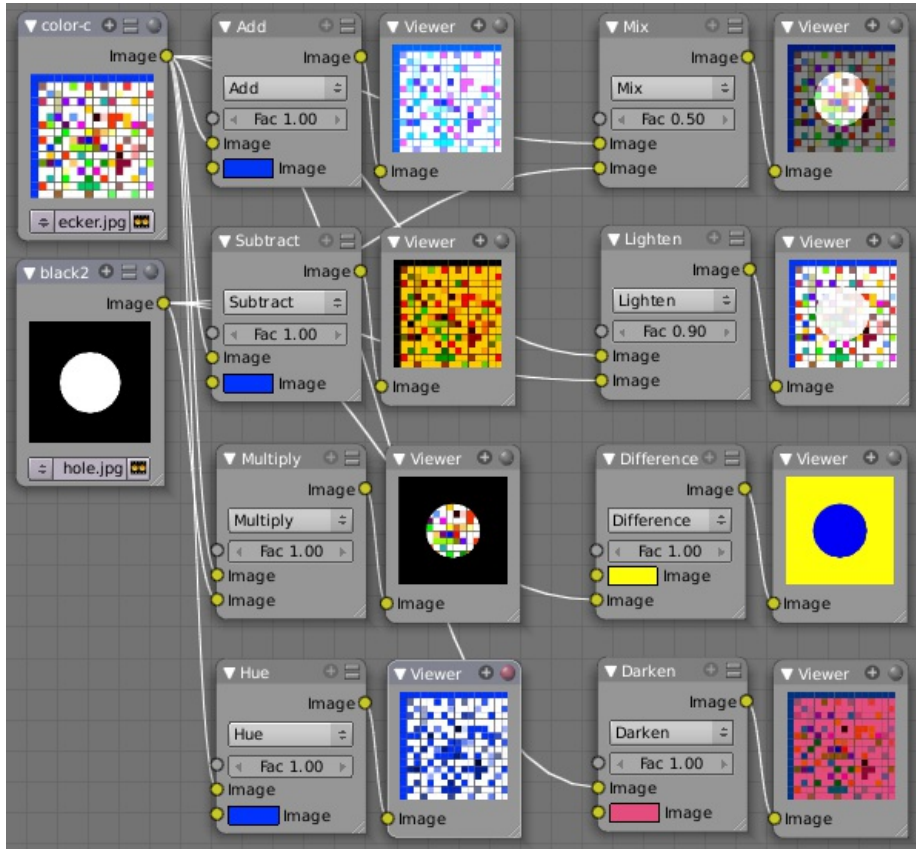 color-c
Image
ecker.jpg
black2
Image
hole.jpg
Add
Image
Add
Fac 1.00
Image
Image
Viewer
Image
Subtract
Image
Subtract
Fac 1.00
Image
Image
Viewer
Image
Multiply
Image
Multiply
Fac 1.00
Image
Image
Viewer
Image
Hue
Image
Hue
Fac 1.00
Image
Image
Viewer
Image
Mix
Image
Mix
Fac 0.50
Image
Image
Viewer
Image
Lighten
Image
Lighten
Fac 0.90
Image
Image
Viewer
Image
Difference
Image
Difference
Fac 1.00
Image
Image
Viewer
Image
Darken
Image
Darken
Fac 1.00
Image
Image
Viewer
Image